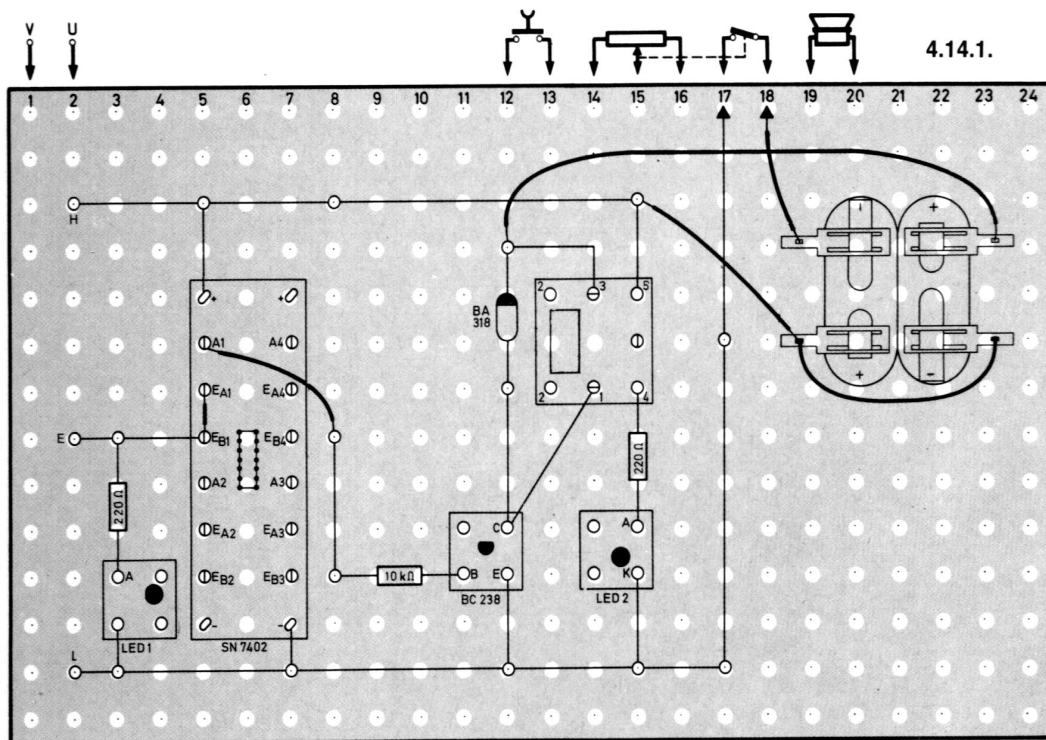 V U
4.14.1.
1 2 3 4 5 6 7 8 9 10 11 12 13 14 15 16 17 18 19 20 21 22 23 24
H
+ +
A1 A4
EA1 EA4
E EB1 EB4
A2 A3
EA2 EA3
EB2 EB3
- -
SN 7402
220 Ω
A
LED 1
L
10 kΩ
BA
318
2 3 5
2 1 4
220 Ω
C
B E
BC 238
A
K
LED 2
- +
+ -